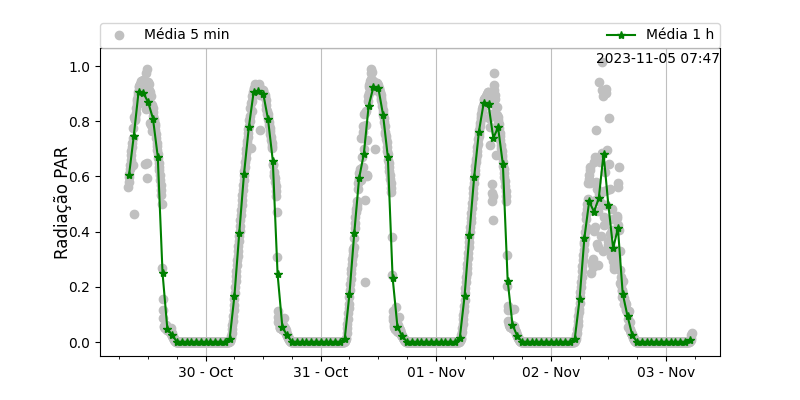 Média 5 min
Média 1 h
2023-11-05 07:47
Radiação PAR
1.0
0.8
0.6
0.4
0.2
0.0
30 - Oct
31 - Oct
01 - Nov
02 - Nov
03 - Nov